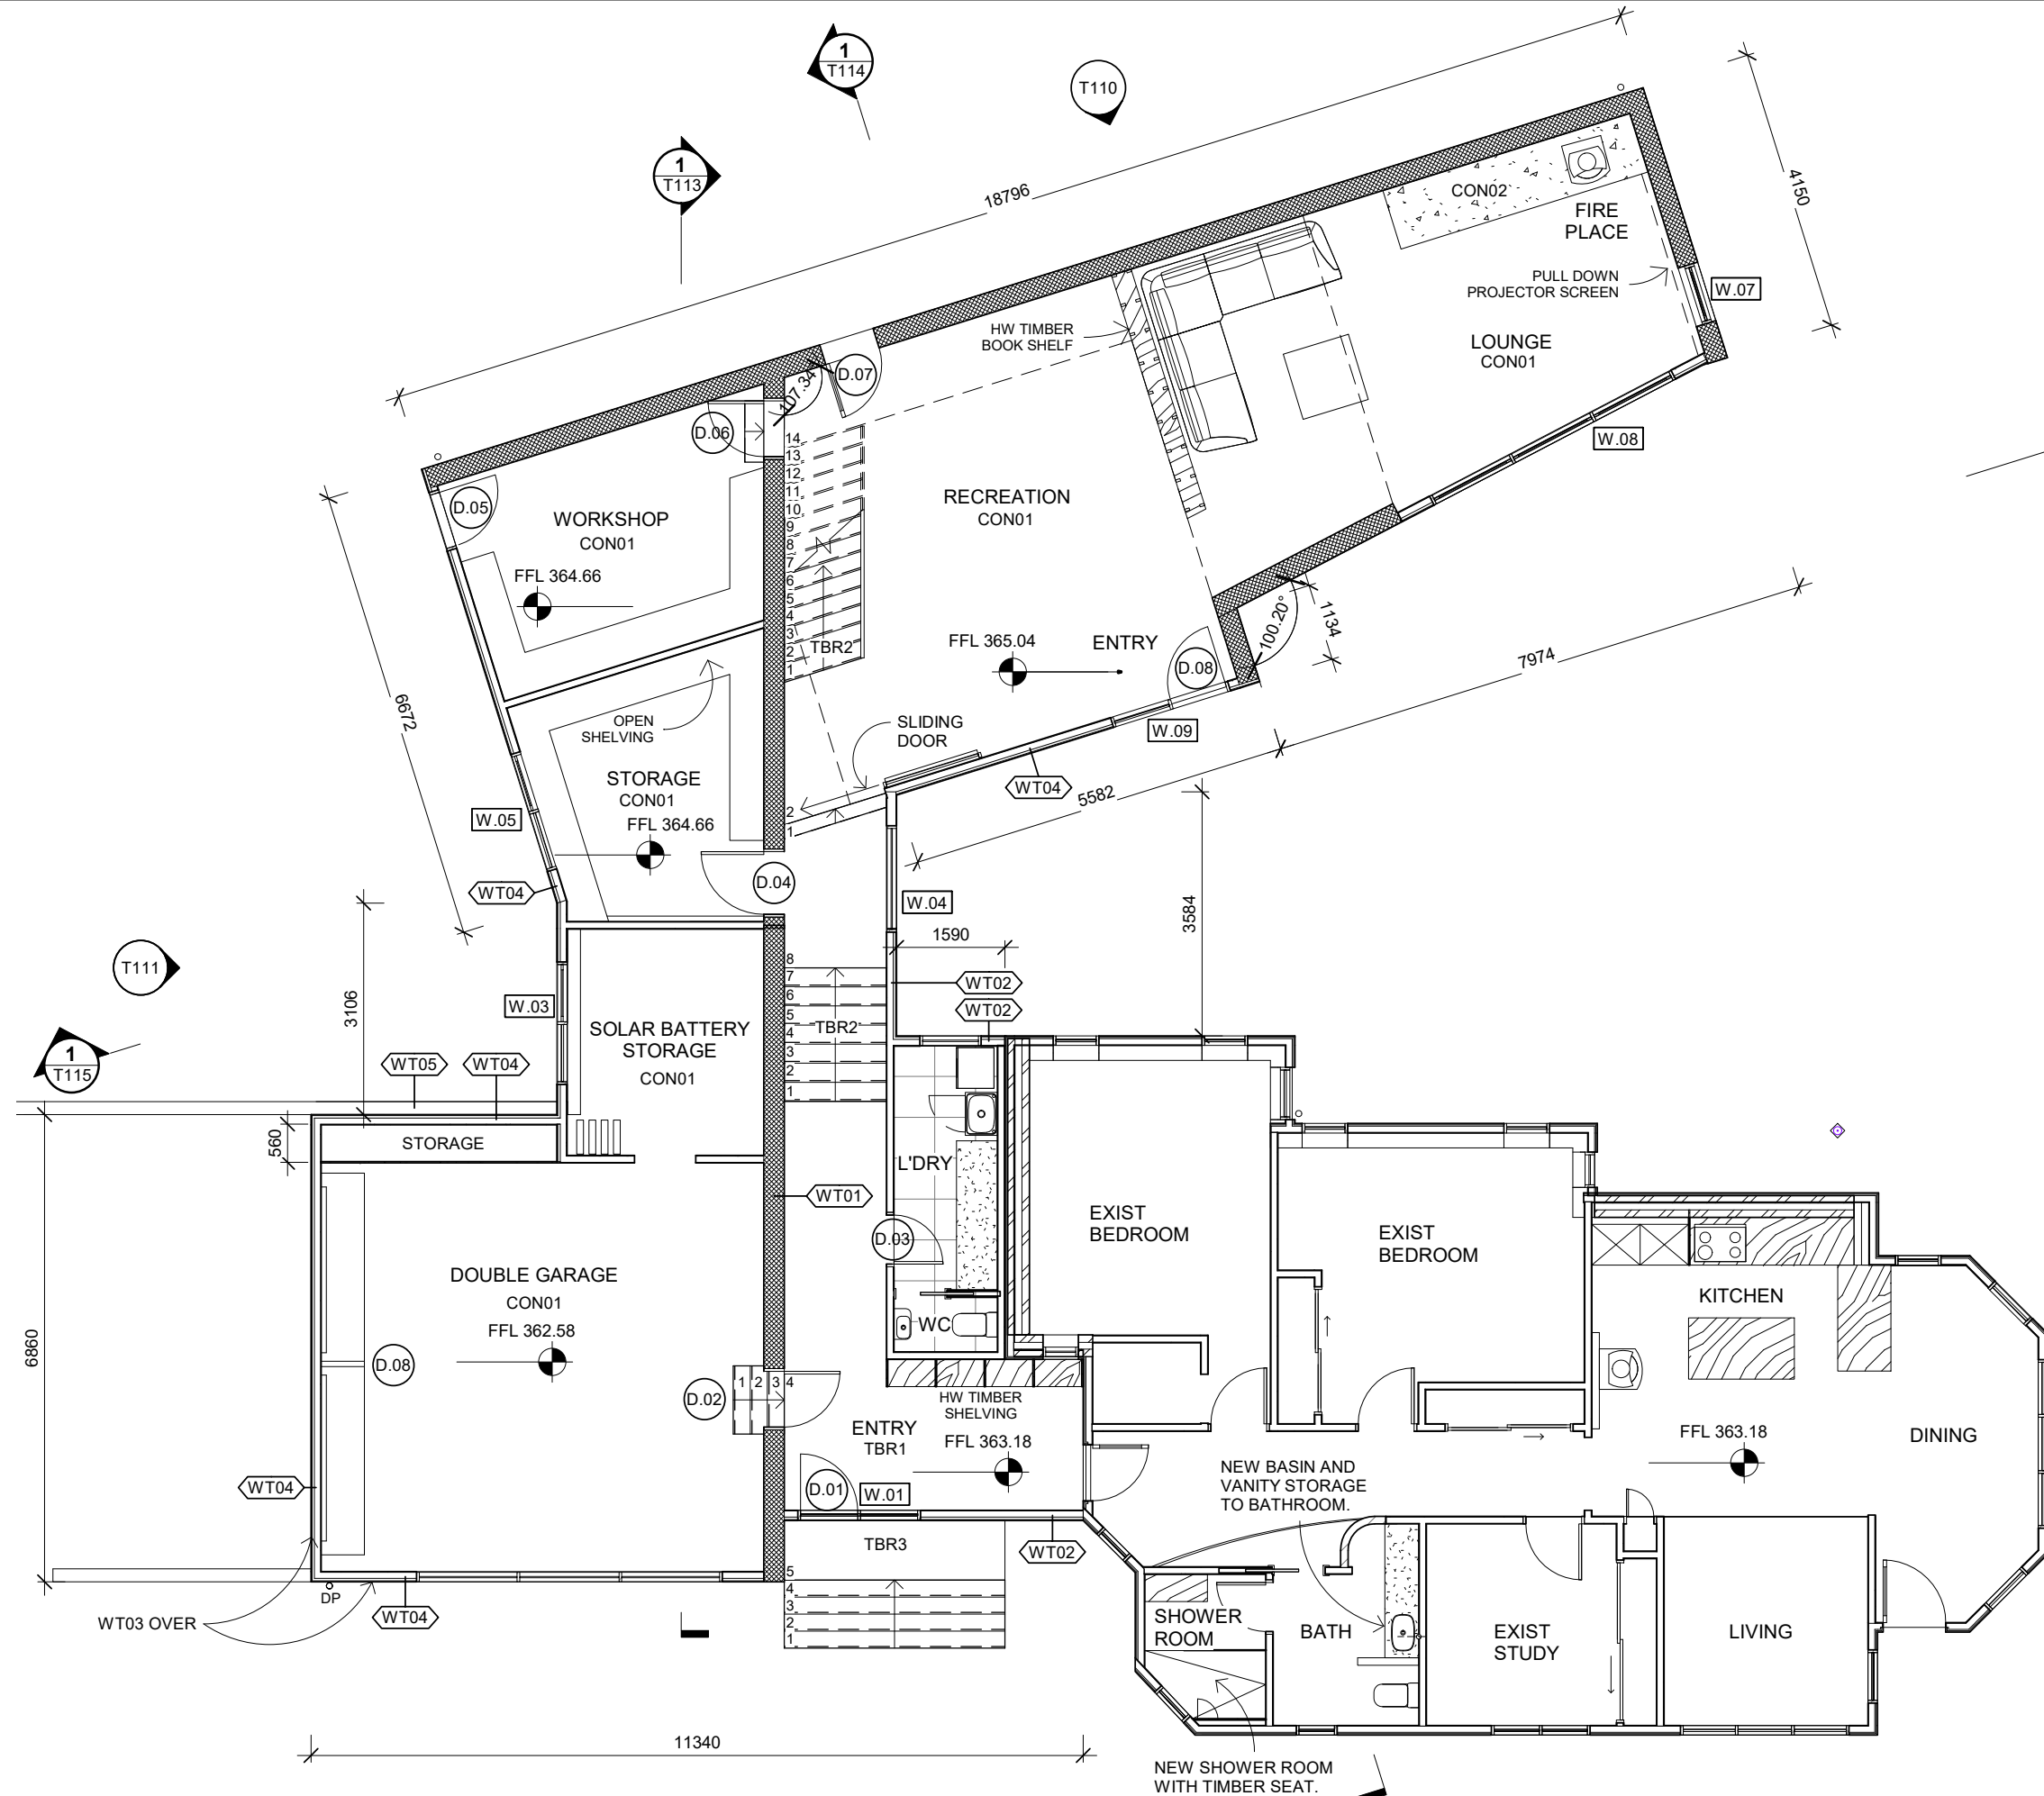 1
T114
T110
1
T113
18796
4150
CON02
FIRE
PLACE
PULL DOWN
PROJECTOR SCREEN
W.07
HW TIMBER
BOOK SHELF
LOUNGE
CON01
D.07
107.34°
D.06
W.08
14
13
12
11
10
9
8
7
6
5
4
3
2
1
TBR2
D.05
WORKSHOP
CON01
FFL 364.66
RECREATION
CON01
FFL 365.04
ENTRY
D.08
100.20°
1134
7974
6672
OPEN
SHELVING
SLIDING
DOOR
W.09
WT04
5582
STORAGE
CON01
FFL 364.66
W.05
2
1
WT04
D.04
W.04
3584
1590
T111
8
7
6
5
4
3
2
1
TBR2
WT02
WT02
3106
W.03
SOLAR BATTERY
STORAGE
CON01
1
T115
WT05
WT04
560
STORAGE
L'DRY
WT01
D.03
EXIST
BEDROOM
EXIST
BEDROOM
KITCHEN
DOUBLE GARAGE
CON01
FFL 362.58
WC
6860
D.08
D.02
1 2 3 4
HW TIMBER
SHELVING
ENTRY
TBR1
FFL 363.18
FFL 363.18
DINING
WT04
D.01
W.01
NEW BASIN AND
VANITY STORAGE
TO BATHROOM.
TBR3
WT02
5
4
3
2
1
DP
WT04
WT03 OVER
SHOWER
ROOM
BATH
EXIST
STUDY
LIVING
11340
NEW SHOWER ROOM
WITH TIMBER SEAT.